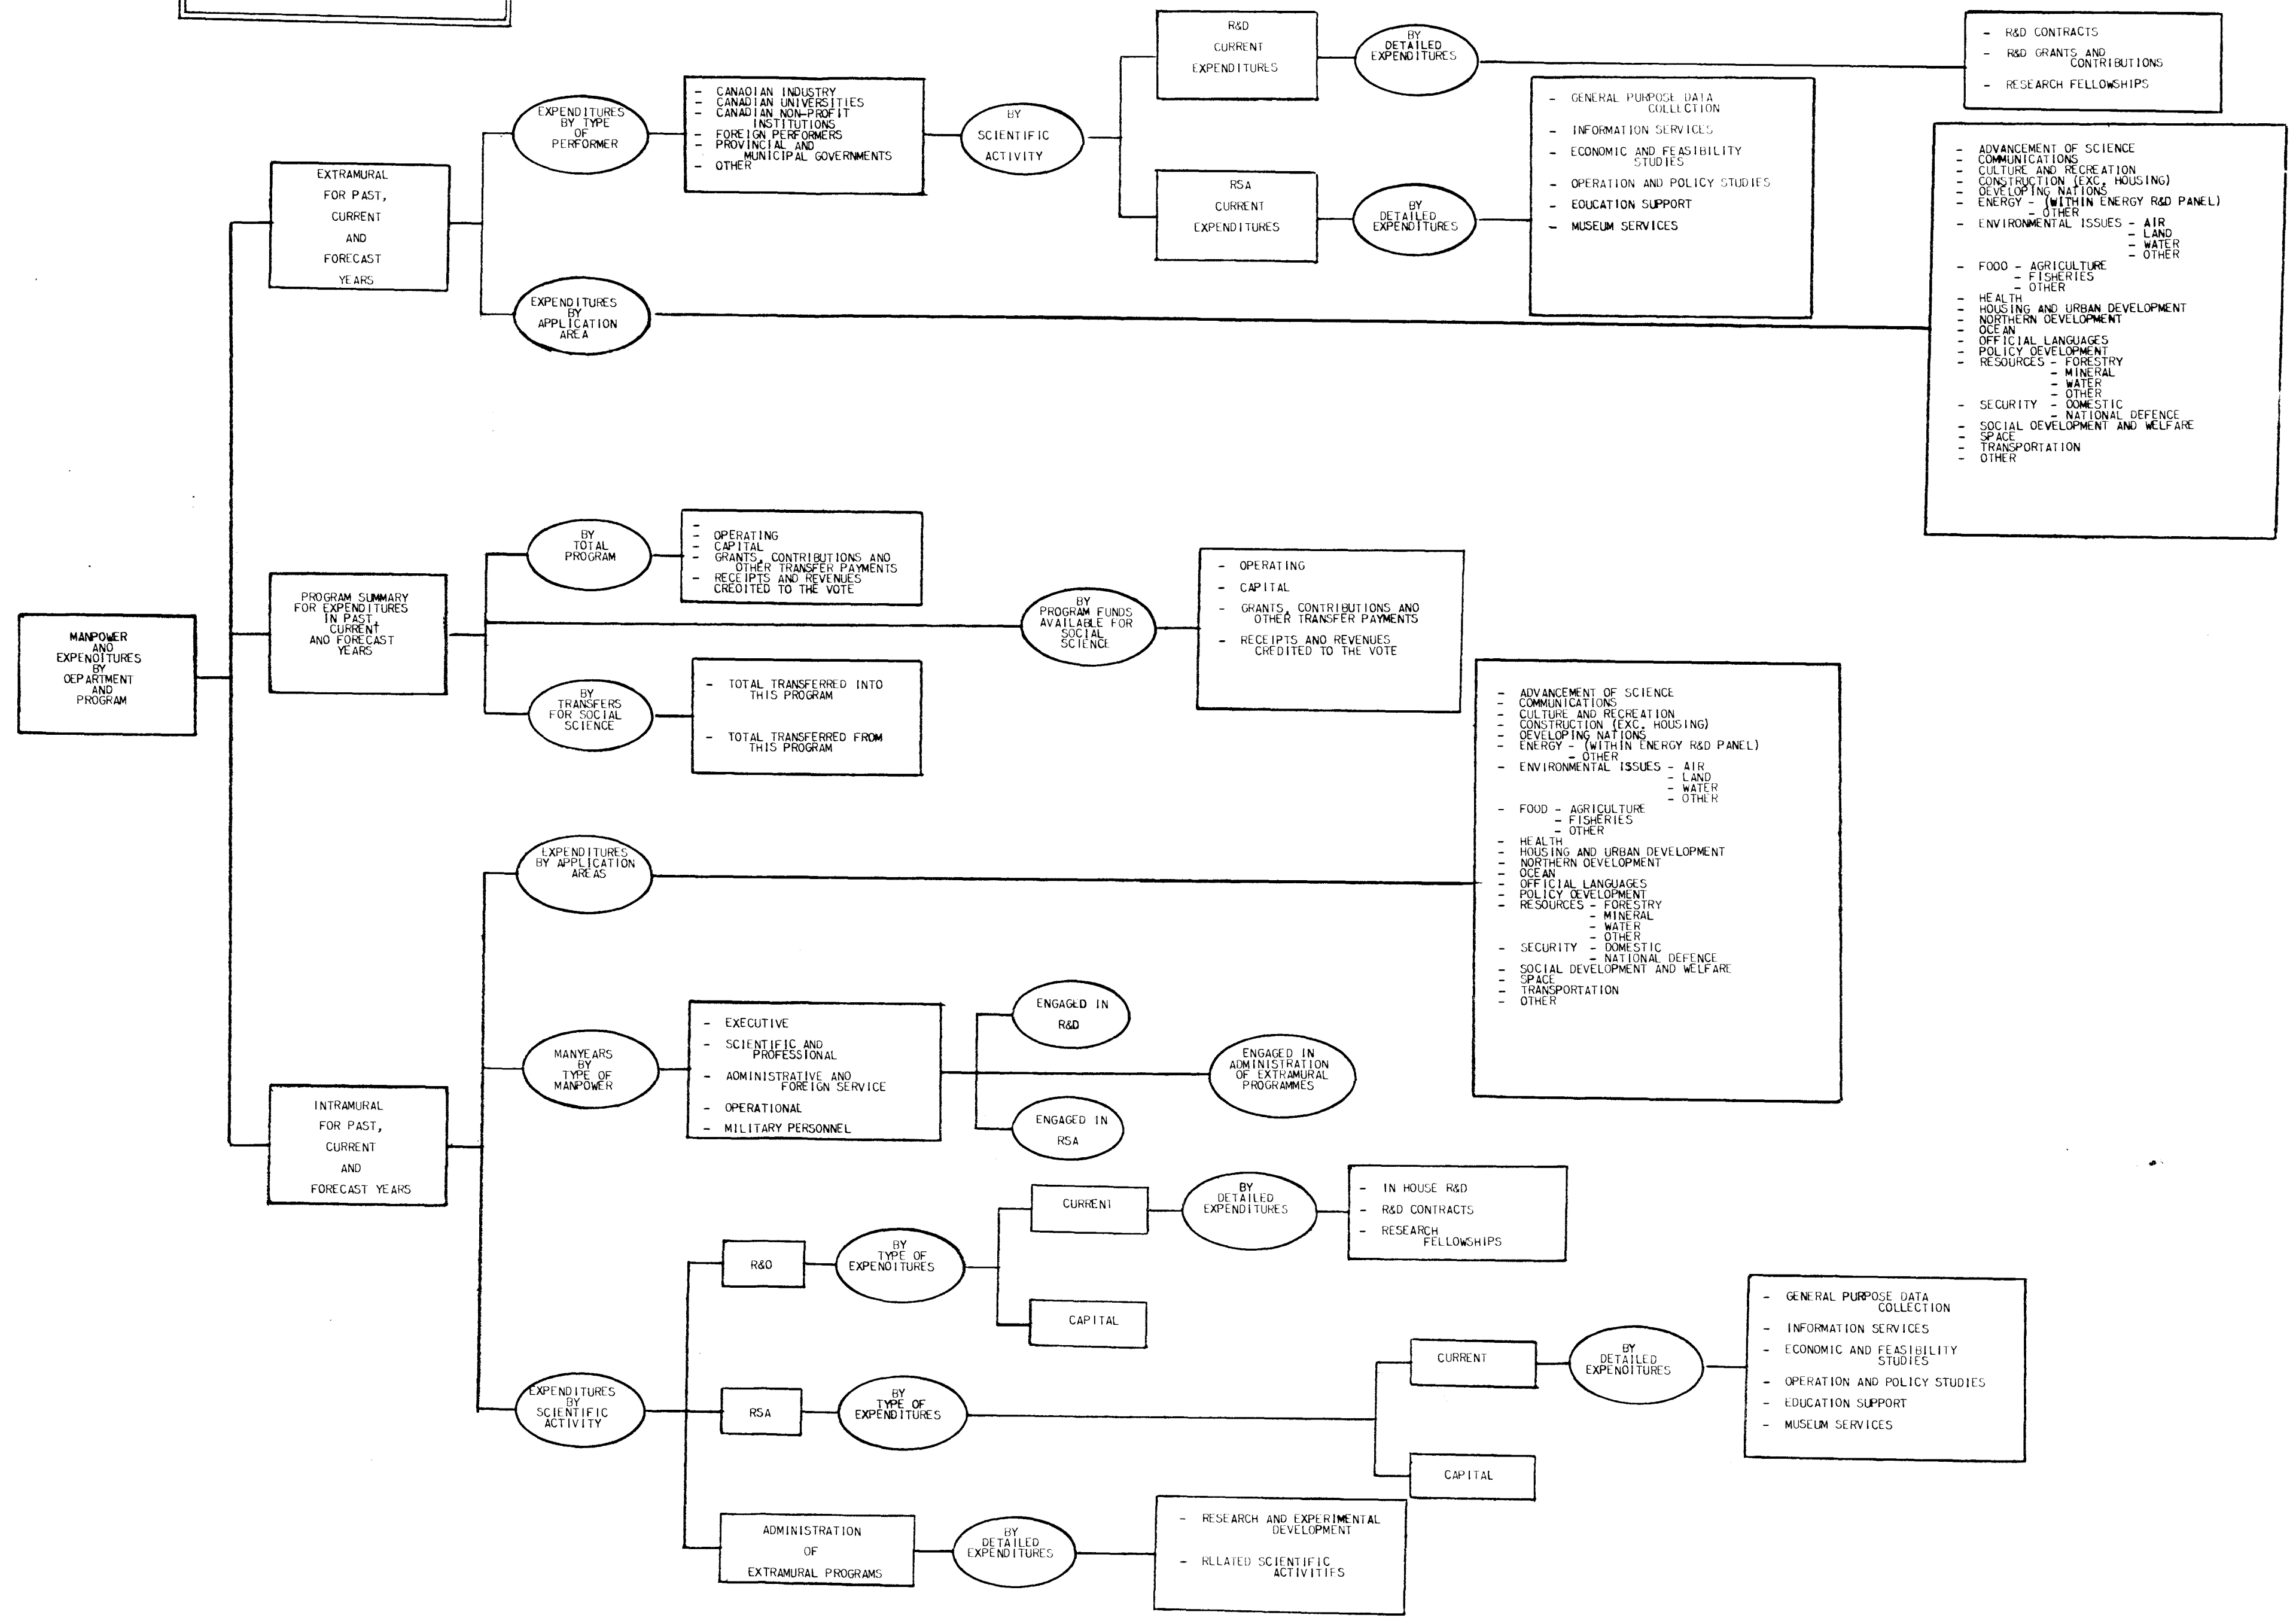 R&D
CURRENT
EXPENDITURES
BY
DETAILED
EXPENDITURES
- R&D CONTRACTS
- R&D GRANTS AND
CONTRIBUTIONS
- RESEARCH FELLOWSHIPS
EXPENDITURES
BY TYPE
OF
PERFORMER
- CANADIAN INDUSTRY
- CANADIAN UNIVERSITIES
- CANADIAN NON-PROFIT
INSTITUTIONS
- FOREIGN PERFORMERS
- PROVINCIAL AND
MUNICIPAL GOVERNMENTS
- OTHER
BY
SCIENTIFIC
ACTIVITY
- GENERAL PURPOSE DATA
COLLECTION
- INFORMATION SERVICES
- ECONOMIC AND FEASIBILITY
STUDIES
- OPERATION AND POLICY STUDIES
- EDUCATION SUPPORT
- MUSEUM SERVICES
RSA
CURRENT
EXPENDITURES
BY
DETAILED
EXPENDITURES
EXTRAMURAL
FOR PAST,
CURRENT
AND
FORECAST
YEARS
EXPENDITURES
BY
APPLICATION
AREA
- ADVANCEMENT OF SCIENCE
- COMMUNICATIONS
- CULTURE AND RECREATION
- CONSTRUCTION (EXC. HOUSING)
- DEVELOPING NATIONS
- ENERGY - (WITHIN ENERGY R&D PANEL)
- OTHER
- ENVIRONMENTAL ISSUES - AIR
- LAND
- WATER
- OTHER
- FOOD - AGRICULTURE
- FISHERIES
- OTHER
- HEALTH
- HOUSING AND URBAN DEVELOPMENT
- NORTHERN DEVELOPMENT
- OCEAN
- OFFICIAL LANGUAGES
- POLICY DEVELOPMENT
- RESOURCES - FORESTRY
- MINERAL
- WATER
- OTHER
- SECURITY - DOMESTIC
- NATIONAL DEFENCE
- SOCIAL DEVELOPMENT AND WELFARE
- SPACE
- TRANSPORTATION
- OTHER
BY
TOTAL
PROGRAM
-
- OPERATING
- CAPITAL
- GRANTS, CONTRIBUTIONS AND
OTHER TRANSFER PAYMENTS
- RECEIPTS AND REVENUES
CREDITED TO THE VOTE
MANPOWER
AND
EXPENDITURES
BY
DEPARTMENT
AND
PROGRAM
PROGRAM SUMMARY
FOR EXPENDITURES
IN PAST,
CURRENT
AND FORECAST
YEARS
BY
PROGRAM FUNDS
AVAILABLE FOR
SOCIAL
SCIENCE
- OPERATING
- CAPITAL
- GRANTS, CONTRIBUTIONS AND
OTHER TRANSFER PAYMENTS
- RECEIPTS AND REVENUES
CREDITED TO THE VOTE
BY
TRANSFERS
FOR SOCIAL
SCIENCE
- TOTAL TRANSFERRED INTO
THIS PROGRAM
- TOTAL TRANSFERRED FROM
THIS PROGRAM
EXPENDITURES
BY APPLICATION
AREAS
- ADVANCEMENT OF SCIENCE
- COMMUNICATIONS
- CULTURE AND RECREATION
- CONSTRUCTION (EXC. HOUSING)
- DEVELOPING NATIONS
- ENERGY - (WITHIN ENERGY R&D PANEL)
- OTHER
- ENVIRONMENTAL ISSUES - AIR
- LAND
- WATER
- OTHER
- FOOD - AGRICULTURE
- FISHERIES
- OTHER
- HEALTH
- HOUSING AND URBAN DEVELOPMENT
- NORTHERN DEVELOPMENT
- OCEAN
- OFFICIAL LANGUAGES
- POLICY DEVELOPMENT
- RESOURCES - FORESTRY
- MINERAL
- WATER
- OTHER
- SECURITY - DOMESTIC
- NATIONAL DEFENCE
- SOCIAL DEVELOPMENT AND WELFARE
- SPACE
- TRANSPORTATION
- OTHER
INTRAMURAL
FOR PAST,
CURRENT
AND
FORECAST YEARS
MANYEARS
BY
TYPE OF
MANPOWER
- EXECUTIVE
- SCIENTIFIC AND
PROFESSIONAL
- ADMINISTRATIVE AND
FOREIGN SERVICE
- OPERATIONAL
- MILITARY PERSONNEL
ENGAGED IN
R&D
ENGAGED IN
ADMINISTRATION
OF EXTRAMURAL
PROGRAMMES
ENGAGED IN
RSA
EXPENDITURES
BY
SCIENTIFIC
ACTIVITY
R&D
BY
TYPE OF
EXPENDITURES
CURRENT
BY
DETAILED
EXPENDITURES
- IN HOUSE R&D
- R&D CONTRACTS
- RESEARCH
FELLOWSHIPS
CAPITAL
RSA
BY
TYPE OF
EXPENDITURES
CURRENT
BY
DETAILED
EXPENDITURES
- GENERAL PURPOSE DATA
COLLECTION
- INFORMATION SERVICES
- ECONOMIC AND FEASIBILITY
STUDIES
- OPERATION AND POLICY STUDIES
- EDUCATION SUPPORT
- MUSEUM SERVICES
CAPITAL
ADMINISTRATION
OF
EXTRAMURAL PROGRAMS
BY
DETAILED
EXPENDITURES
- RESEARCH AND EXPERIMENTAL
DEVELOPMENT
- RELATED SCIENTIFIC
ACTIVITIES